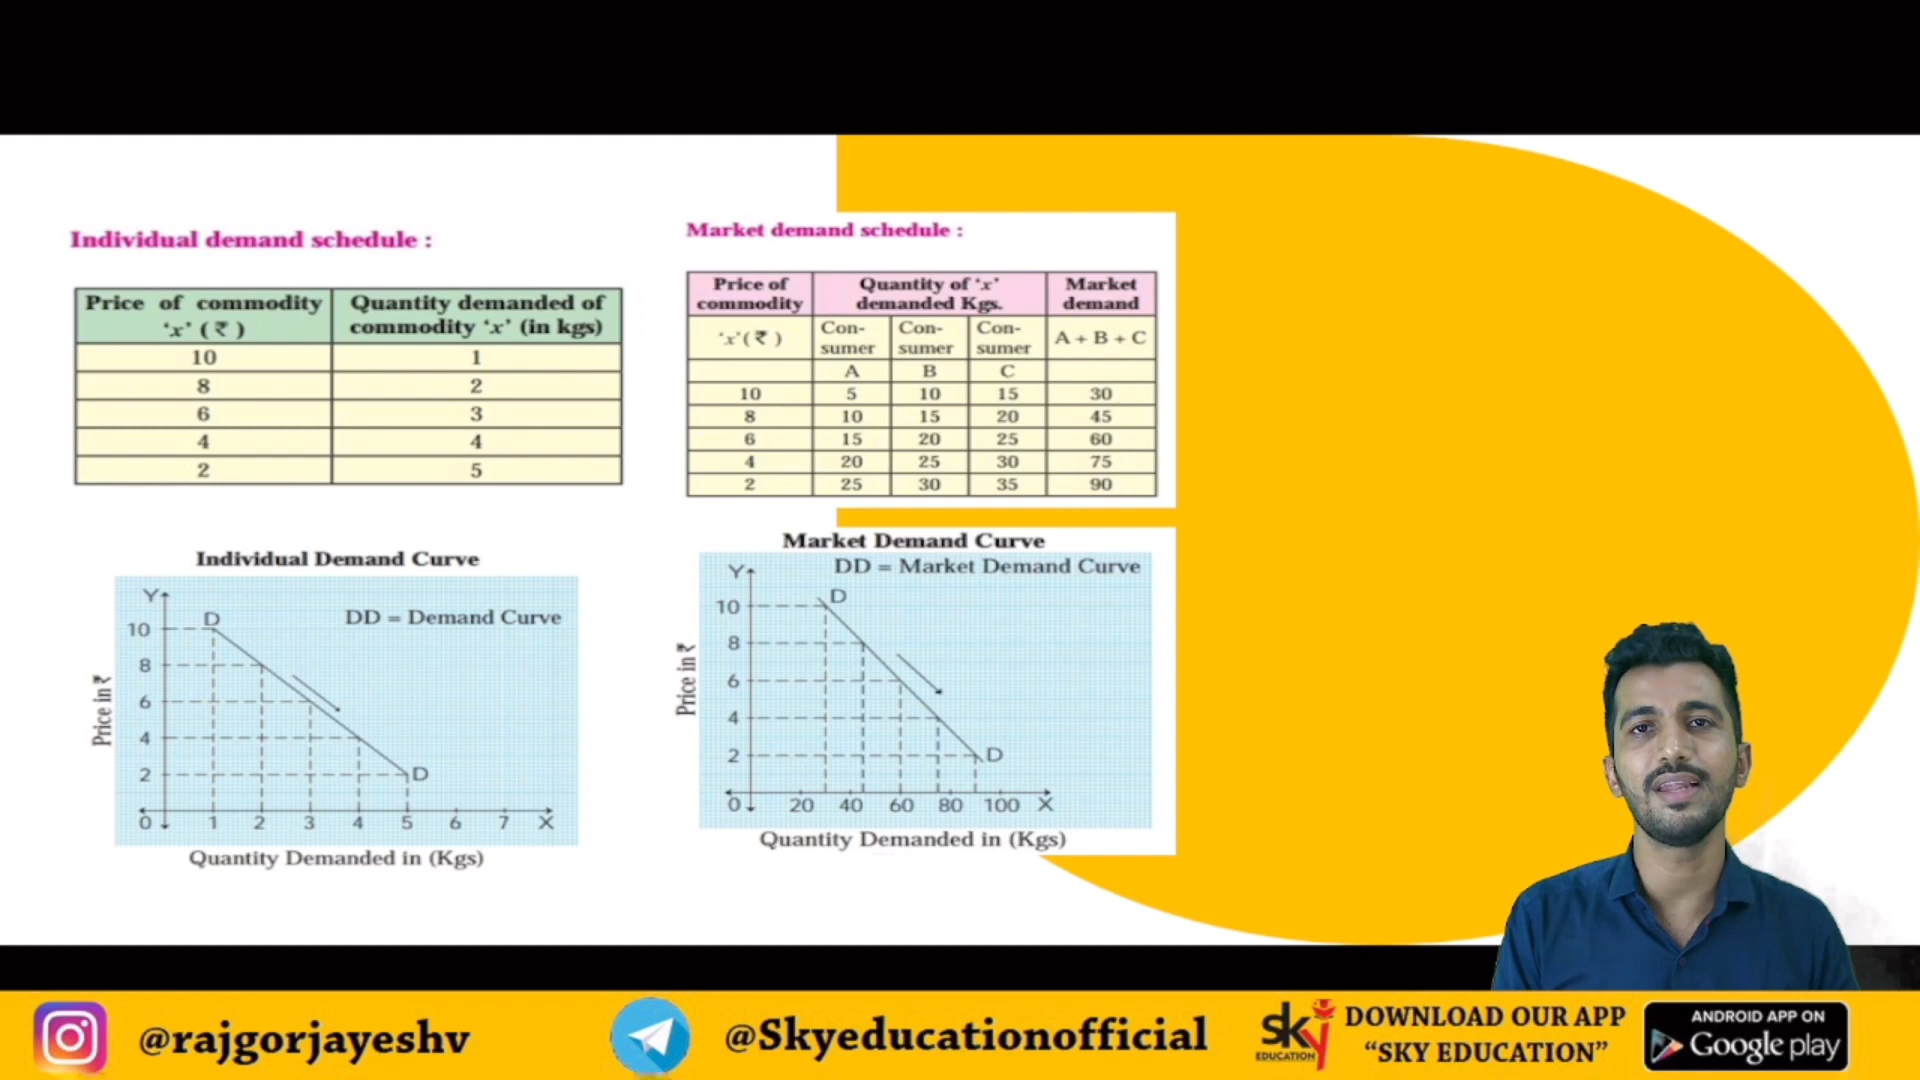 Individual demand schedule :
Price of commodity 'x' (₹) Quantity demanded of commodity 'x' (in kgs)
10 1
8 2
6 3
4 4
2 5
Market demand schedule :
Price of commodity Quantity of 'x' demanded Kgs. Market demand
'x'(₹) Con-sumer Con-sumer Con-sumer A + B + C
A B C
10 5 10 15 30
8 10 15 20 45
6 15 20 25 60
4 20 25 30 75
2 25 30 35 90
Individual Demand Curve
Y
DD = Demand Curve
D
10
8
6
4
2
D
0 1 2 3 4 5 6 7 X
Price in ₹
Quantity Demanded in (Kgs)
Market Demand Curve
Y
DD = Market Demand Curve
D
10
8
6
4
2
D
0 20 40 60 80 100 X
Price in ₹
Quantity Demanded in (Kgs)
@rajgorjayeshv
@Skyeducationofficial
sky
EDUCATION
DOWNLOAD OUR APP
“SKY EDUCATION”
ANDROID APP ON
Google play